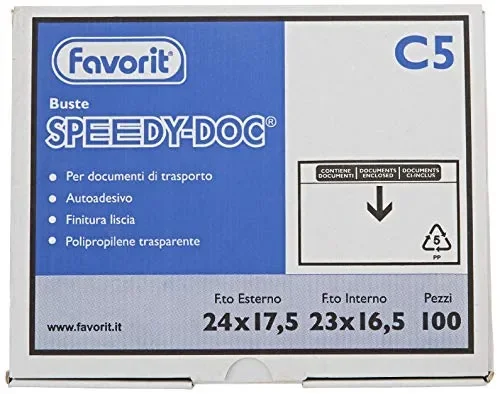 favorit®
C5
Buste
SPEEDY-DOC®
• Per documenti di trasporto
• Autoadesivo
• Finitura liscia
• Polipropilene trasparente
CONTIENE DOCUMENTI
DOCUMENTS ENCLOSED
DOCUMENTS CI-INCLUS
5
PP
F.to Esterno F.to Interno Pezzi
www.favorit.it 24x17,5 23x16,5 100